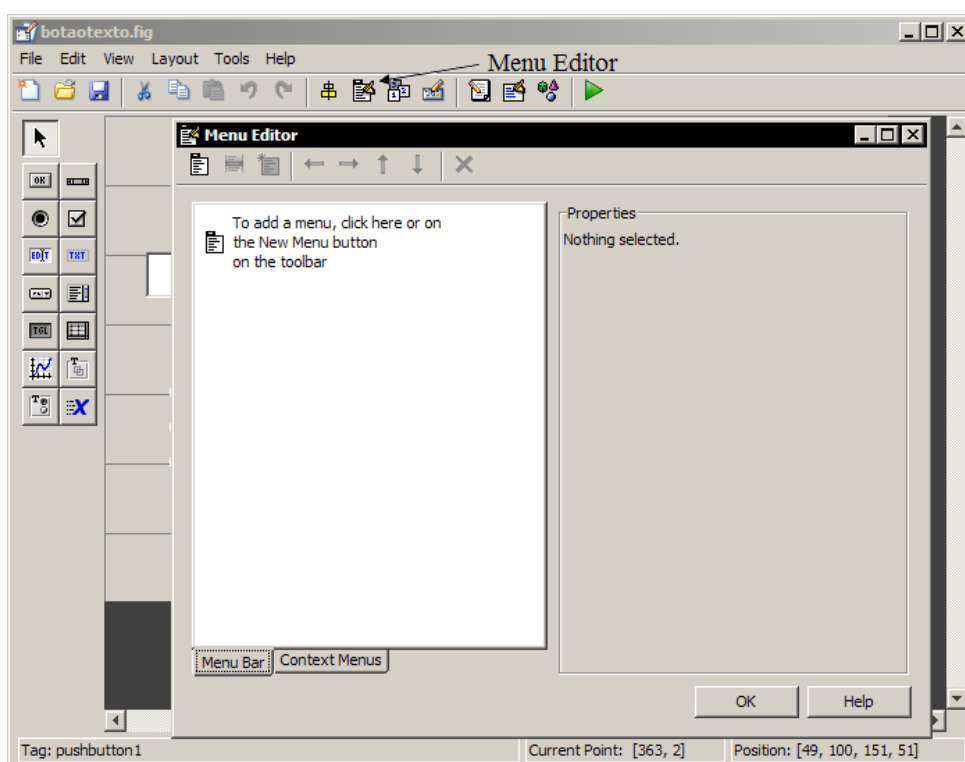 botaotexto.fig
File Edit View Layout Tools Help
Menu Editor
Menu Editor
OK
EDIT TXT
TGL
To add a menu, click here or on
the New Menu button
on the toolbar
Properties
Nothing selected.
Menu Bar Context Menus
OK Help
Tag: pushbutton1 Current Point: [363, 2] Position: [49, 100, 151, 51]